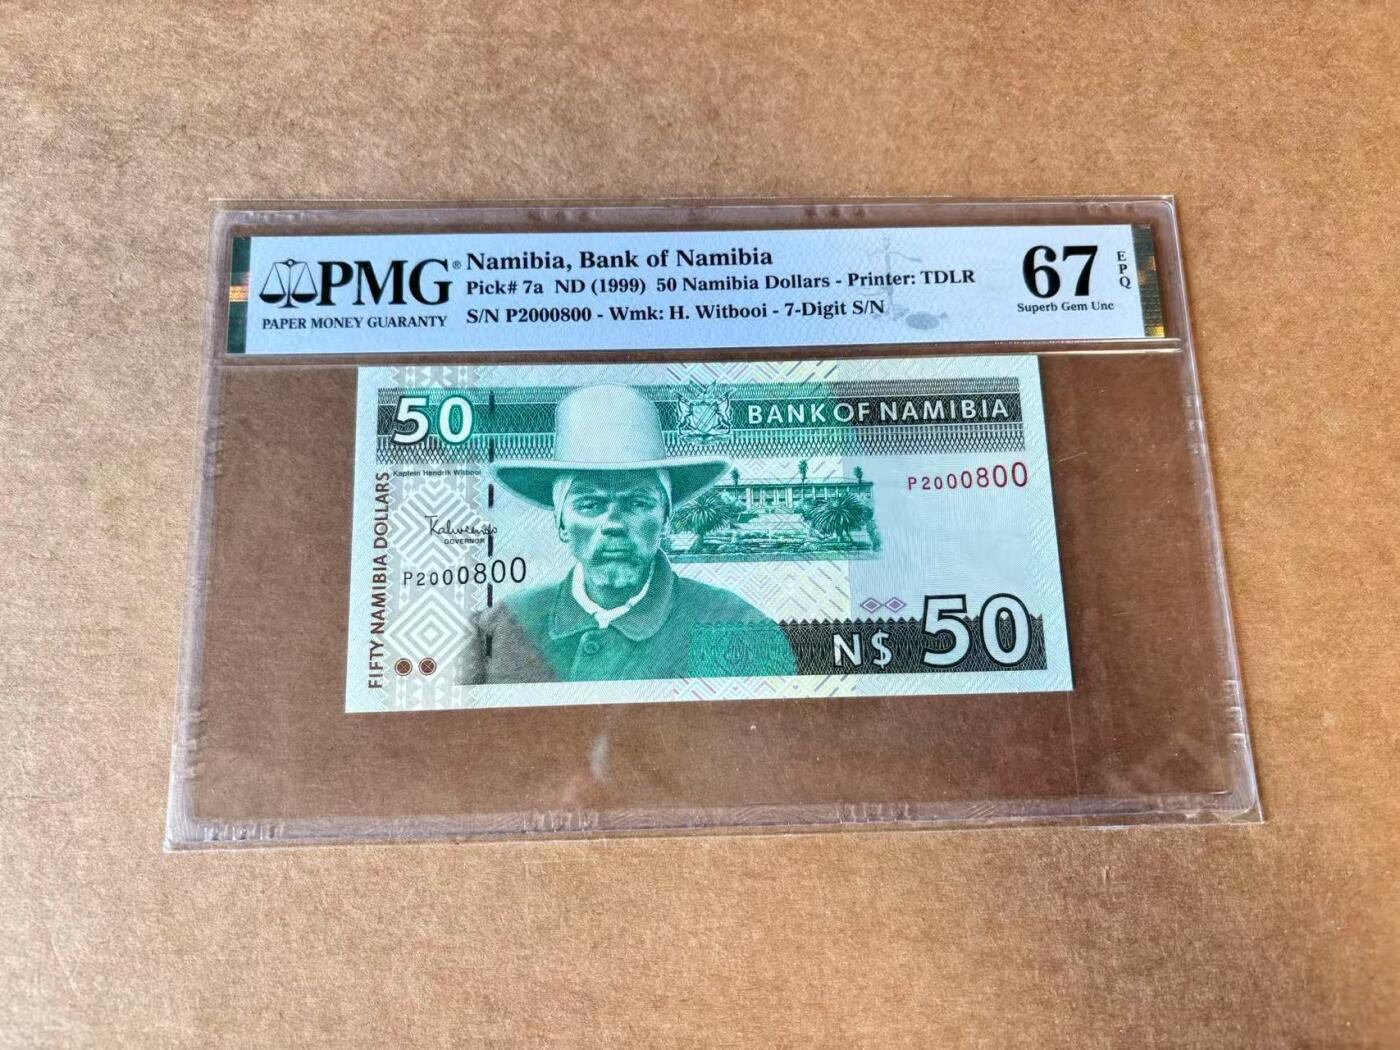 PMG®
PAPER MONEY GUARANTY
Namibia, Bank of Namibia
Pick# 7a ND (1999) 50 Namibia Dollars - Printer: TDLR
S/N P2000800 - Wmk: H. Witbooi - 7-Digit S/N
67
EPQ
Superb Gem Unc
50
BANK OF NAMIBIA
Kaptein Hendrik Witbooi
P2000800
GOVERNOR
P2000800
FIFTY NAMIBIA DOLLARS
N$ 50